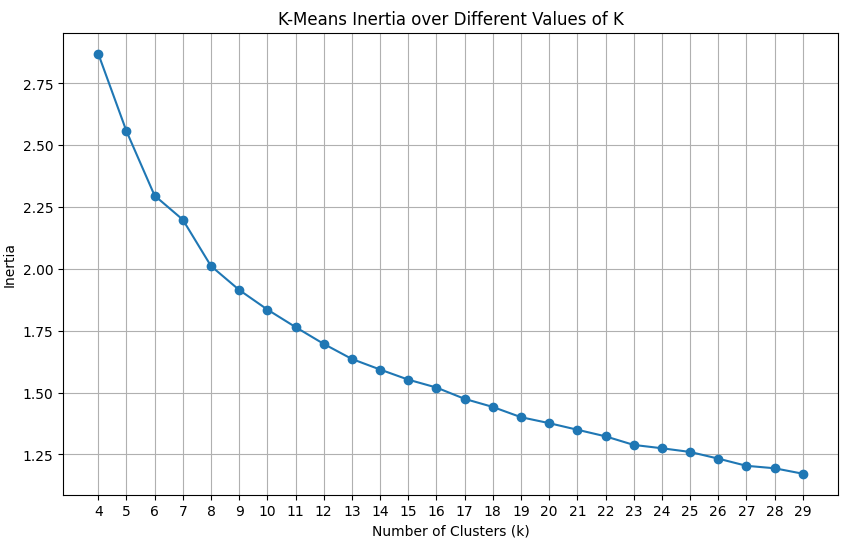 K-Means Inertia over Different Values of K
Inertia
2.75
2.50
2.25
2.00
1.75
1.50
1.25
4 5 6 7 8 9 10 11 12 13 14 15 16 17 18 19 20 21 22 23 24 25 26 27 28 29
Number of Clusters (k)